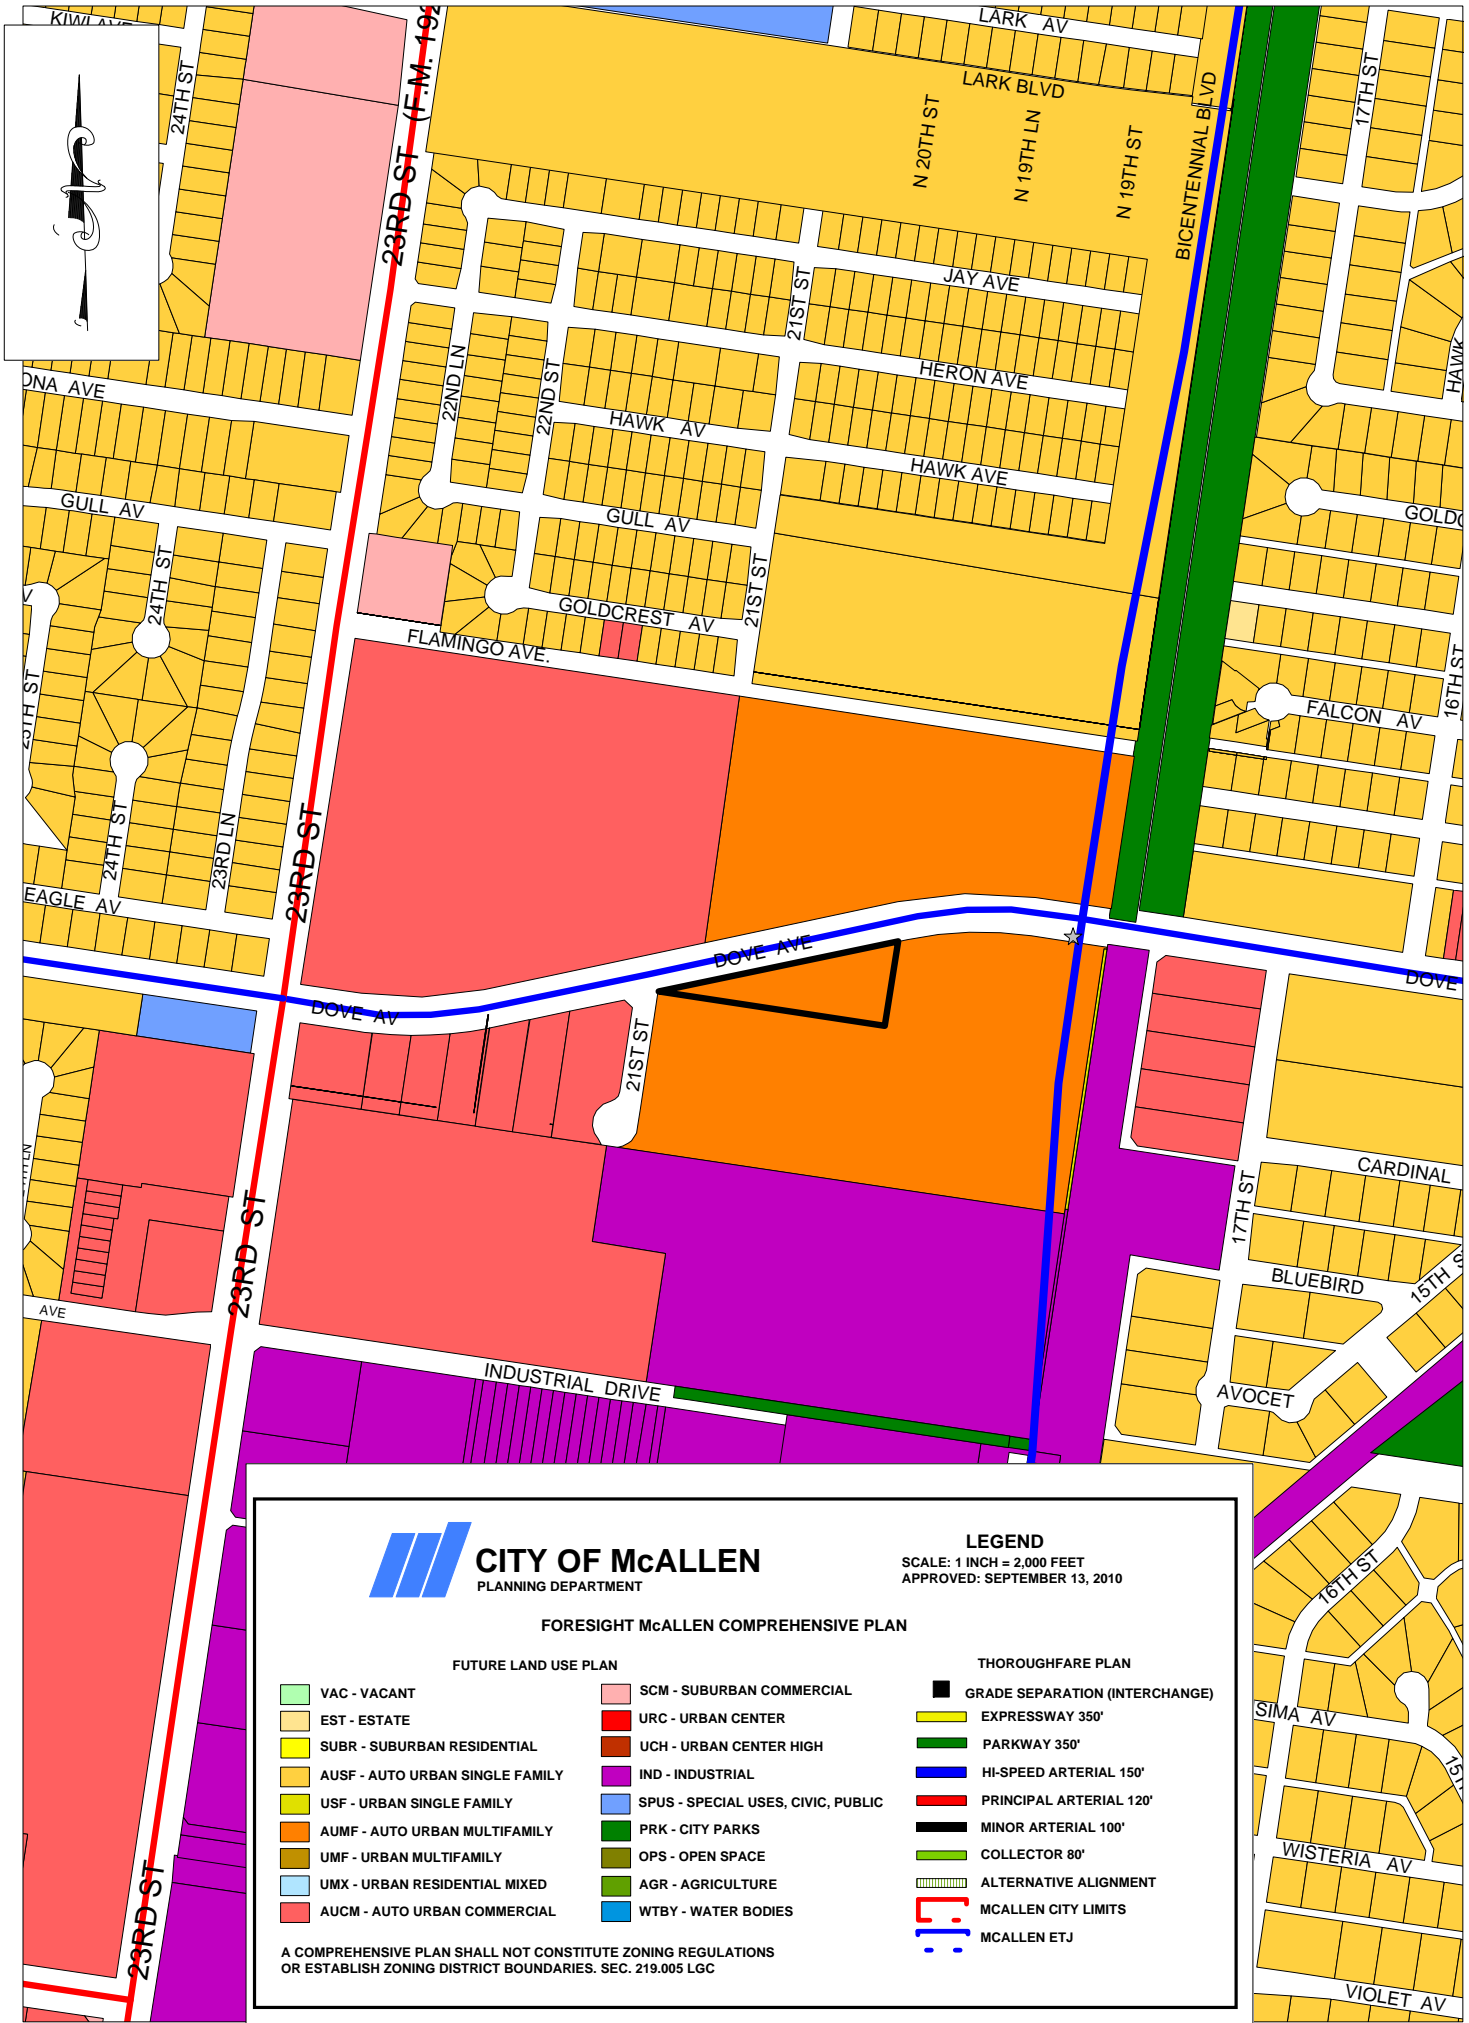 KIWI AVE
24TH ST
23RD ST (F.M. 192
LARK AV
LARK BLVD
N 20TH ST
N 19TH LN
N 19TH ST
BICENTENNIAL BLVD
17TH ST
JAY AVE
21ST ST
HERON AVE
22ND LN
22ND ST
HAWK AV
HAWK AVE
HAWK
ONA AVE
GULL AV
GULL AV
24TH ST
GOLDCREST AV
21ST ST
FLAMINGO AVE.
16TH ST
FALCON AV
24TH ST
23RD LN
23RD ST
EAGLE AV
DOVE AVE
DOVE AV
DOVE
21ST ST
CARDINAL
17TH ST
BLUEBIRD
15TH S
23RD ST
AVE
INDUSTRIAL DRIVE
AVOCET
16TH ST
SIMA AV
WISTERIA AV
VIOLET AV
23RD ST
CITY OF McALLEN
PLANNING DEPARTMENT
LEGEND
SCALE: 1 INCH = 2,000 FEET
APPROVED: SEPTEMBER 13, 2010
FORESIGHT McALLEN COMPREHENSIVE PLAN
FUTURE LAND USE PLAN
VAC - VACANT
EST - ESTATE
SUBR - SUBURBAN RESIDENTIAL
AUSF - AUTO URBAN SINGLE FAMILY
USF - URBAN SINGLE FAMILY
AUMF - AUTO URBAN MULTIFAMILY
UMF - URBAN MULTIFAMILY
UMX - URBAN RESIDENTIAL MIXED
AUCM - AUTO URBAN COMMERCIAL
SCM - SUBURBAN COMMERCIAL
URC - URBAN CENTER
UCH - URBAN CENTER HIGH
IND - INDUSTRIAL
SPUS - SPECIAL USES, CIVIC, PUBLIC
PRK - CITY PARKS
OPS - OPEN SPACE
AGR - AGRICULTURE
WTBY - WATER BODIES
THOROUGHFARE PLAN
GRADE SEPARATION (INTERCHANGE)
EXPRESSWAY 350'
PARKWAY 350'
HI-SPEED ARTERIAL 150'
PRINCIPAL ARTERIAL 120'
MINOR ARTERIAL 100'
COLLECTOR 80'
ALTERNATIVE ALIGNMENT
MCALLEN CITY LIMITS
MCALLEN ETJ
A COMPREHENSIVE PLAN SHALL NOT CONSTITUTE ZONING REGULATIONS
OR ESTABLISH ZONING DISTRICT BOUNDARIES. SEC. 219.005 LGC